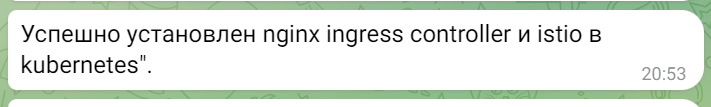 Успешно установлен nginx ingress controller и istio в
kubernetes".
20:53